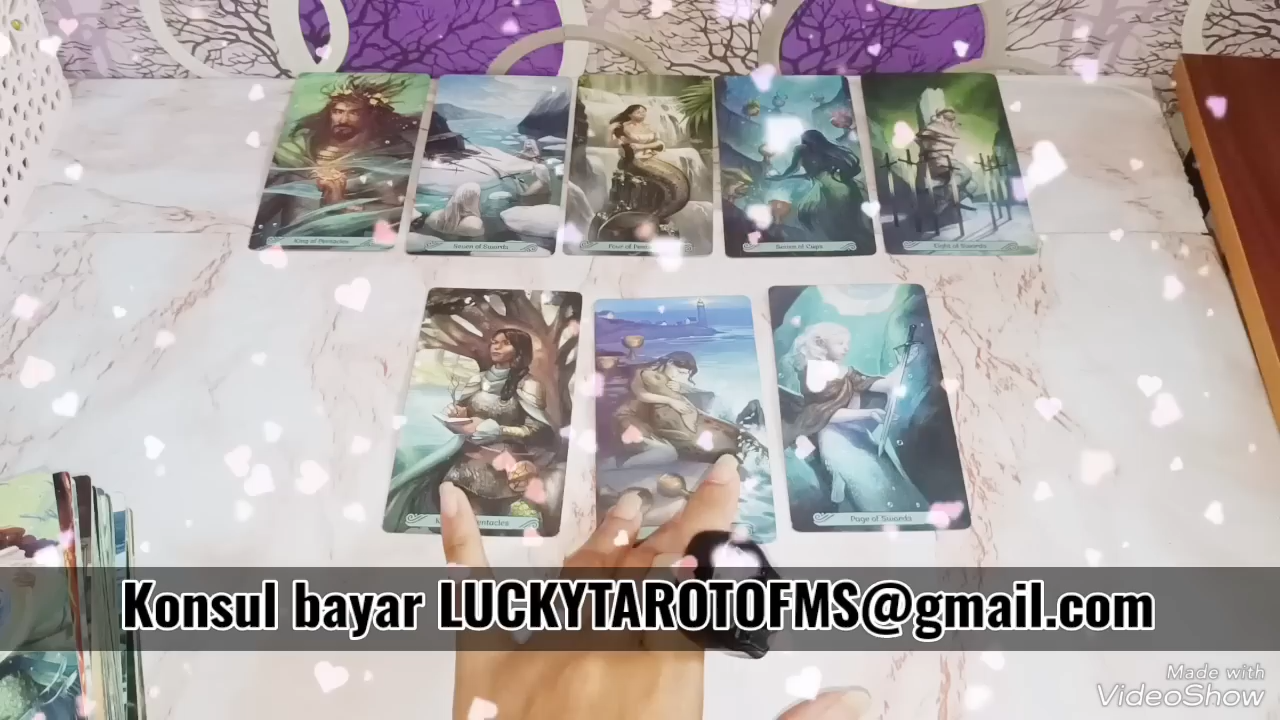 King of Pentacles
Seven of Swords
Four of
Seven of Cups
Eight of Swords
Pentacles
Page of Swords
Konsul bayar LUCKYTAROTOFMS@gmail.com
Made with
VideoShow